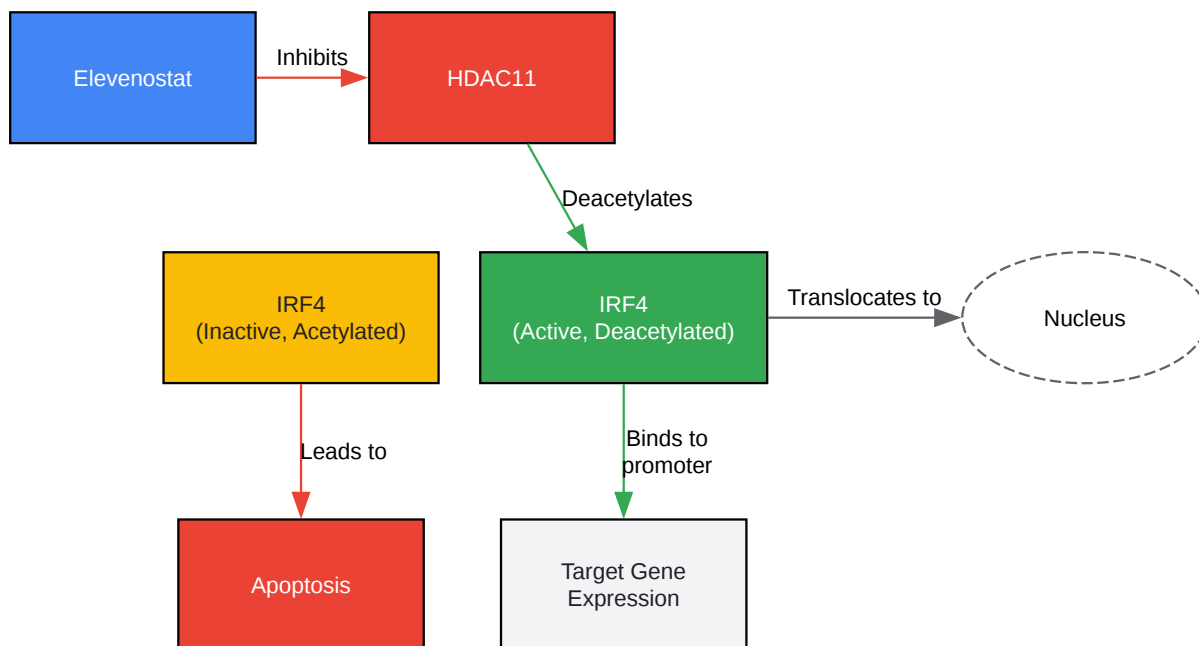 Elevenostat
Inhibits
HDAC11
Deacetylates
IRF4
(Inactive, Acetylated)
IRF4
(Active, Deacetylated)
Translocates to
Nucleus
Leads to
Binds to
promoter
Apoptosis
Target Gene
Expression